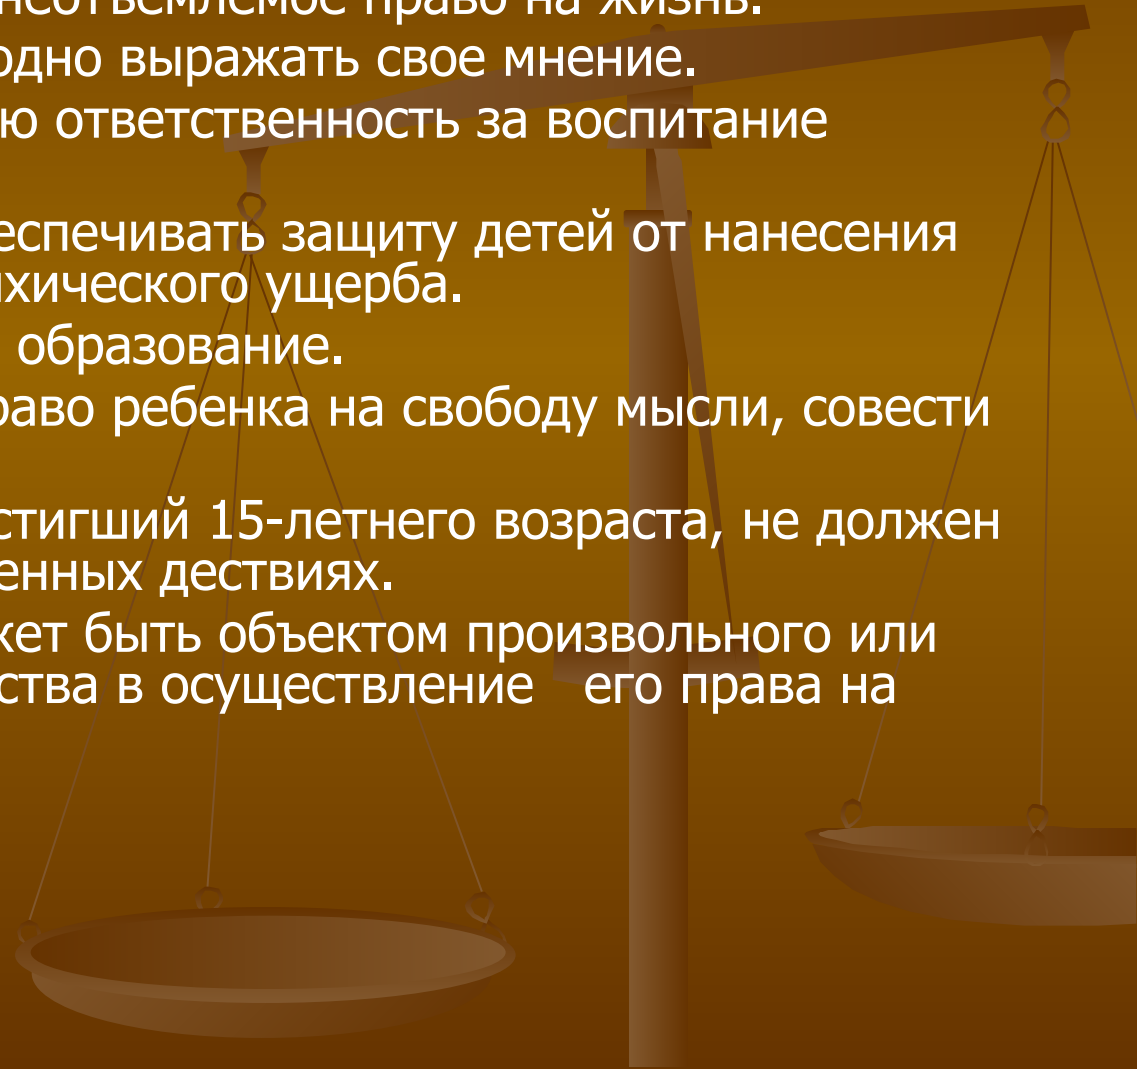 неотъемлемое право на жизнь.
одно выражать свое мнение.
ю ответственность за воспитание
еспечивать защиту детей от нанесения
ихического ущерба.
образование.
раво ребенка на свободу мысли, совести
стигший 15-летнего возраста, не должен
енных дествиях.
жет быть объектом произвольного или
ства в осуществление его права на